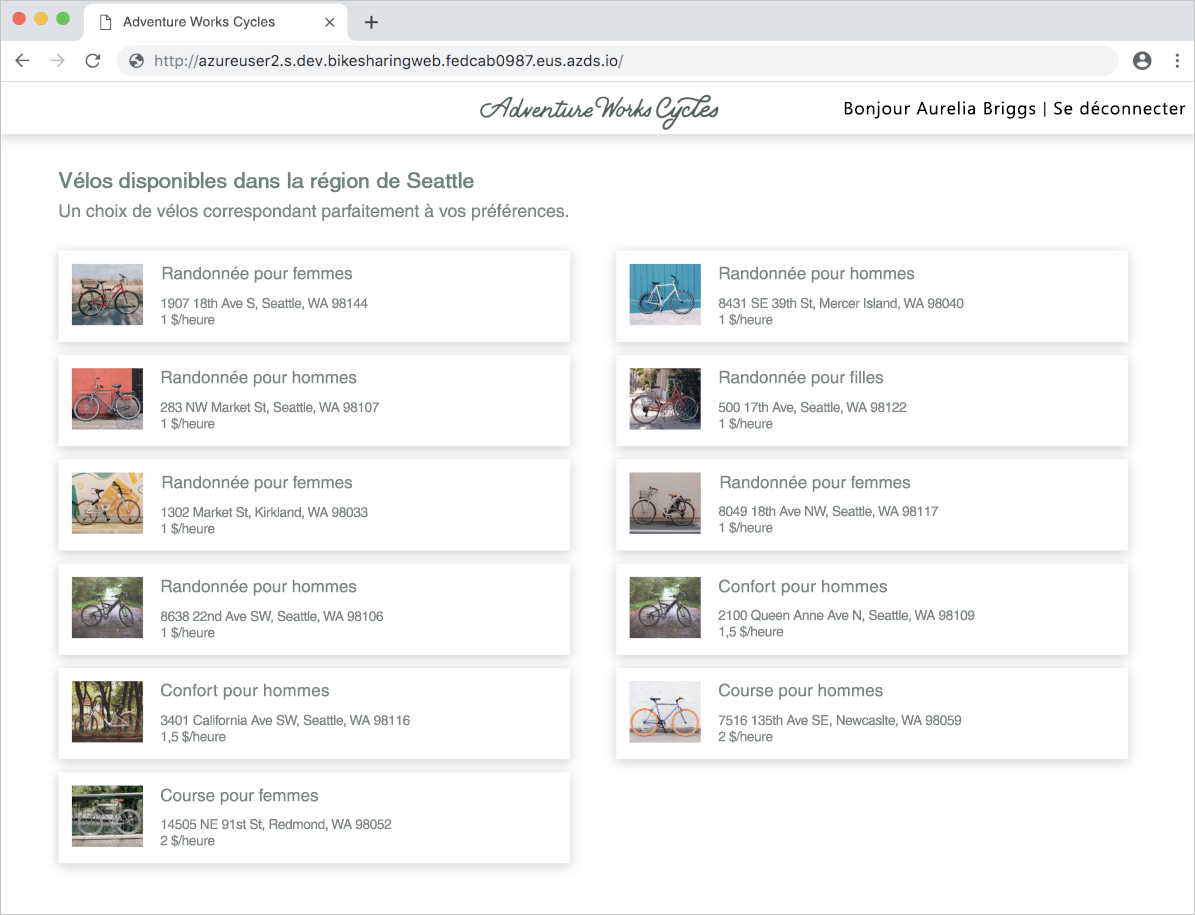 Adventure Works Cycles
http://azureuser2.s.dev.bikesharingweb.fedcab0987.eus.azds.io/
Adventure Works Cycles
Bonjour Aurelia Briggs | Se déconnecter
Vélos disponibles dans la région de Seattle
Un choix de vélos correspondant parfaitement à vos préférences.
Randonnée pour femmes
1907 18th Ave S, Seattle, WA 98144
1 $/heure
Randonnée pour hommes
8431 SE 39th St, Mercer Island, WA 98040
1 $/heure
Randonnée pour hommes
283 NW Market St, Seattle, WA 98107
1 $/heure
Randonnée pour filles
500 17th Ave, Seattle, WA 98122
1 $/heure
Randonnée pour femmes
1302 Market St, Kirkland, WA 98033
1 $/heure
Randonnée pour femmes
8049 18th Ave NW, Seattle, WA 98117
1 $/heure
Randonnée pour hommes
8638 22nd Ave SW, Seattle, WA 98106
1 $/heure
Confort pour hommes
2100 Queen Anne Ave N, Seattle, WA 98109
1,5 $/heure
Confort pour hommes
3401 California Ave SW, Seattle, WA 98116
1,5 $/heure
Course pour hommes
7516 135th Ave SE, Newcaslte, WA 98059
2 $/heure
Course pour femmes
14505 NE 91st St, Redmond, WA 98052
2 $/heure